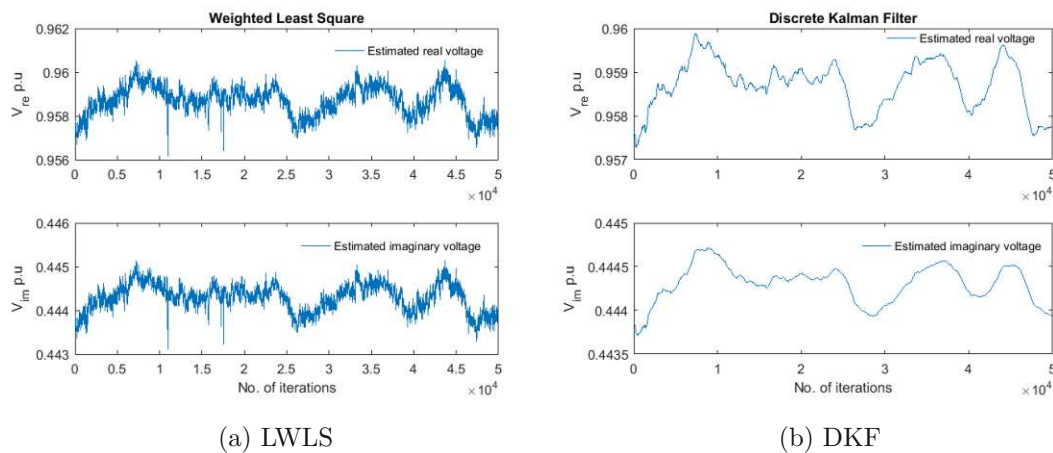 Weighted Least Square
0.962
0.96
0.958
0.956
V_re p.u
Estimated real voltage
0 0.5 1 1.5 2 2.5 3 3.5 4 4.5 5
×10^4
0.446
0.445
0.444
0.443
V_im p.u
Estimated imaginary voltage
0 0.5 1 1.5 2 2.5 3 3.5 4 4.5 5
No. of iterations
×10^4
(a) LWLS
Discrete Kalman Filter
0.96
0.959
0.958
0.957
V_re p.u
Estimated real voltage
0 1 2 3 4 5
×10^4
0.445
0.4445
0.444
0.4435
V_im p.u
Estimated imaginary voltage
0 1 2 3 4 5
No. of iterations
×10^4
(b) DKF